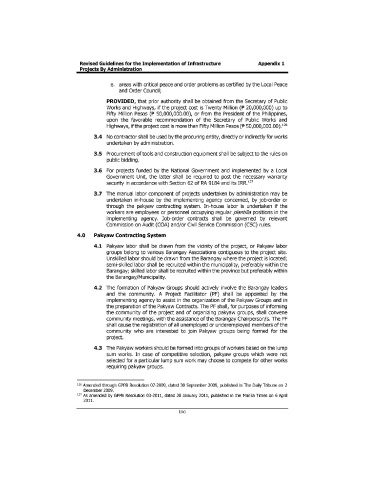 Revised Guidelines for the Implementation of Infrastructure Appendix 1
Projects By Administration
e. areas with critical peace and order problems as certified by the Local Peace
and Order Council;
PROVIDED, that prior authority shall be obtained from the Secretary of Public
Works and Highways, if the project cost is Twenty Million (₱ 20,000,000) up to
Fifty Million Pesos (₱ 50,000,000.00), or from the President of the Philippines,
upon the favorable recommendation of the Secretary of Public Works and
Highways, if the project cost is more than Fifty Million Pesos (₱ 50,000,000.00).
3.4 No contractor shall be used by the procuring entity, directly or indirectly for works
undertaken by administration.
3.5 Procurement of tools and construction equipment shall be subject to the rules on
public bidding.
3.6 For projects funded by the National Government and implemented by a Local
Government Unit, the latter shall be required to post the necessary warranty
security in accordance with Section 62 of RA 9184 and its IRR.
3.7 The manual labor component of projects undertaken by administration may be
undertaken in-house by the implementing agency concerned, by job-order or
through the pakyaw contracting system. In-house labor is undertaken if the
workers are employees or personnel occupying regular plantilla positions in the
implementing agency. Job-order contracts shall be governed by relevant
Commission on Audit (COA) and/or Civil Service Commission (CSC) rules.
4.0 Pakyaw Contracting System
4.1 Pakyaw labor shall be drawn from the vicinity of the project, or Pakyaw labor
groups belong to various Barangay Associations contiguous to the project site.
Unskilled labor should be drawn from the Barangay where the project is located;
semi-skilled labor shall be recruited within the municipality, preferably within the
Barangay; skilled labor shall be recruited within the province but preferably within
the Barangay/Municipality.
4.2 The formation of Pakyaw Groups should actively involve the Barangay leaders
and the community. A Project Facilitator (PF) shall be appointed by the
implementing agency to assist in the organization of the Pakyaw Groups and in
the preparation of the Pakyaw Contracts. The PF shall, for purposes of informing
the community of the project and of organizing pakyaw groups, shall convene
community meetings, with the assistance of the Barangay Chairperson/s. The PF
shall cause the registration of all unemployed or underemployed members of the
community who are interested to join Pakyaw groups being formed for the
project.
4.3 The Pakyaw workers should be formed into groups of workers based on the lump
sum works. In case of competitive selection, pakyaw groups which were not
selected for a particular lump sum work may choose to compete for other works
requiring pakyaw groups.
Amended through GPPB Resolution 07-2009, dated 30 September 2009, published in The Daily Tribune on 2
December 2009.
As amended by GPPB Resolution 03-2011, dated 28 January 2011, published in the Manila Times on 6 April
2011.